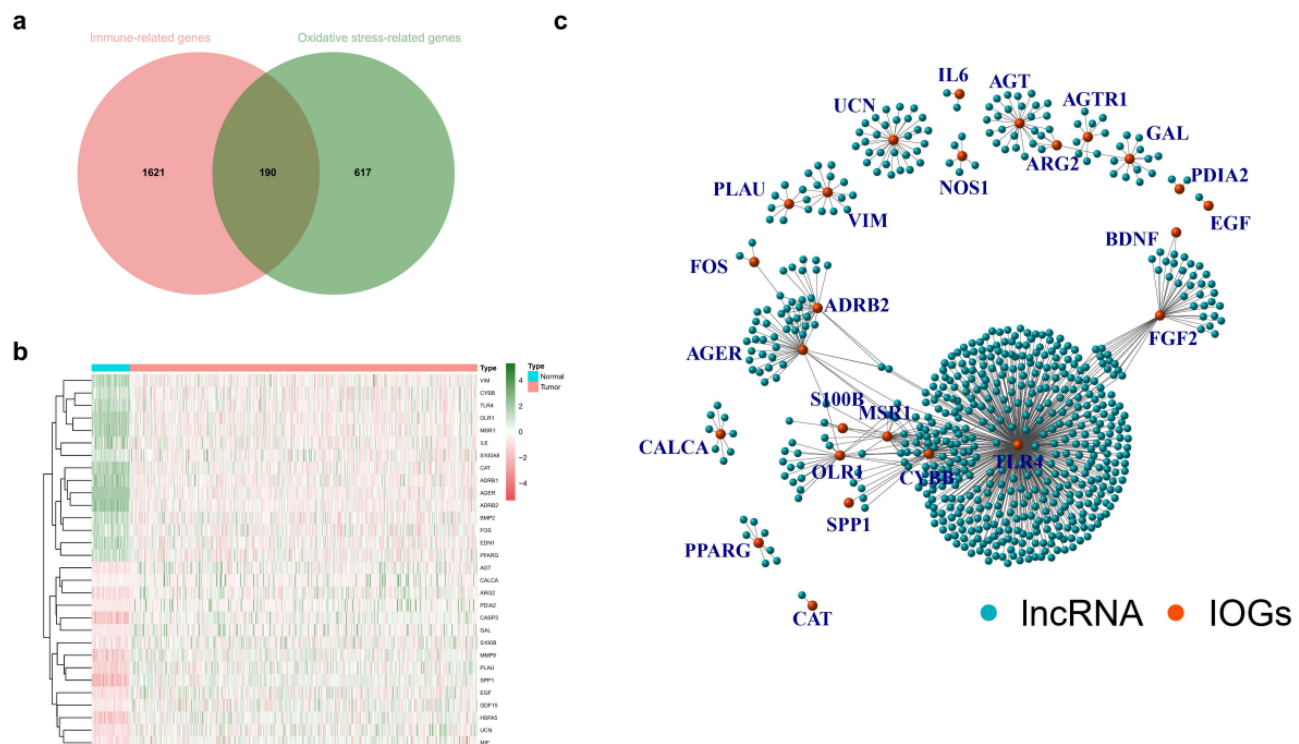 a
Immune-related genes
Oxidative stress-related genes
1621
190
617
b
Type
VIM
CYBB
TLR4
OLR1
MSR1
IL6
S100A8
CAT
ADRB1
AGER
ADRB2
BMP2
FOS
EDN1
PPARG
AGT
CALCA
ARG2
PDIA2
CASP3
GAL
S100B
MMP9
PLAU
SPP1
EGF
GDF15
HSPA5
UCN
MIF
4
2
0
−2
−4
Type
Normal
Tumor
c
IL6
AGT
UCN
AGTR1
GAL
NOS1
ARG2
PDIA2
PLAU
VIM
EGF
BDNF
FOS
ADRB2
FGF2
AGER
S100B
MSR1
CALCA
OLR1
CYBB
TLR4
SPP1
PPARG
CAT
lncRNA
IOGs